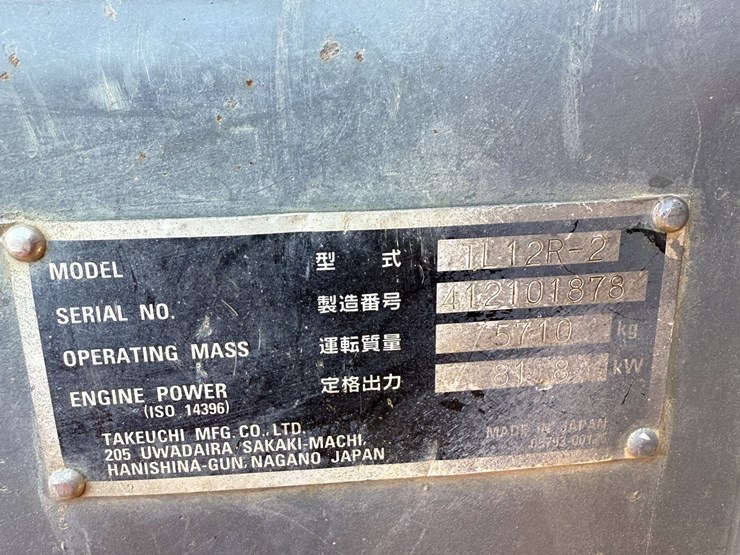 MODEL 型 式 TL12R-2
SERIAL NO. 製造番号 412101878
OPERATING MASS 運転質量 kg
ENGINE POWER 定格出力 kW
(ISO 14396)
TAKEUCHI MFG. CO., LTD.
205 UWADAIRA SAKAKI-MACHI,
HANISHINA-GUN, NAGANO JAPAN
MADE IN JAPAN